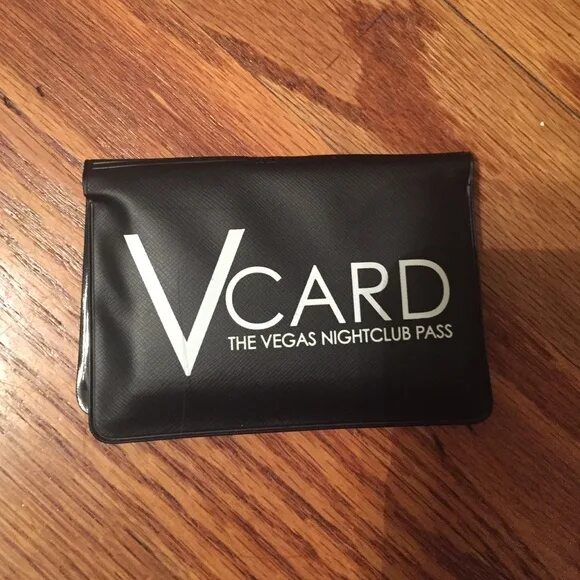 VCARD
THE VEGAS NIGHTCLUB PASS